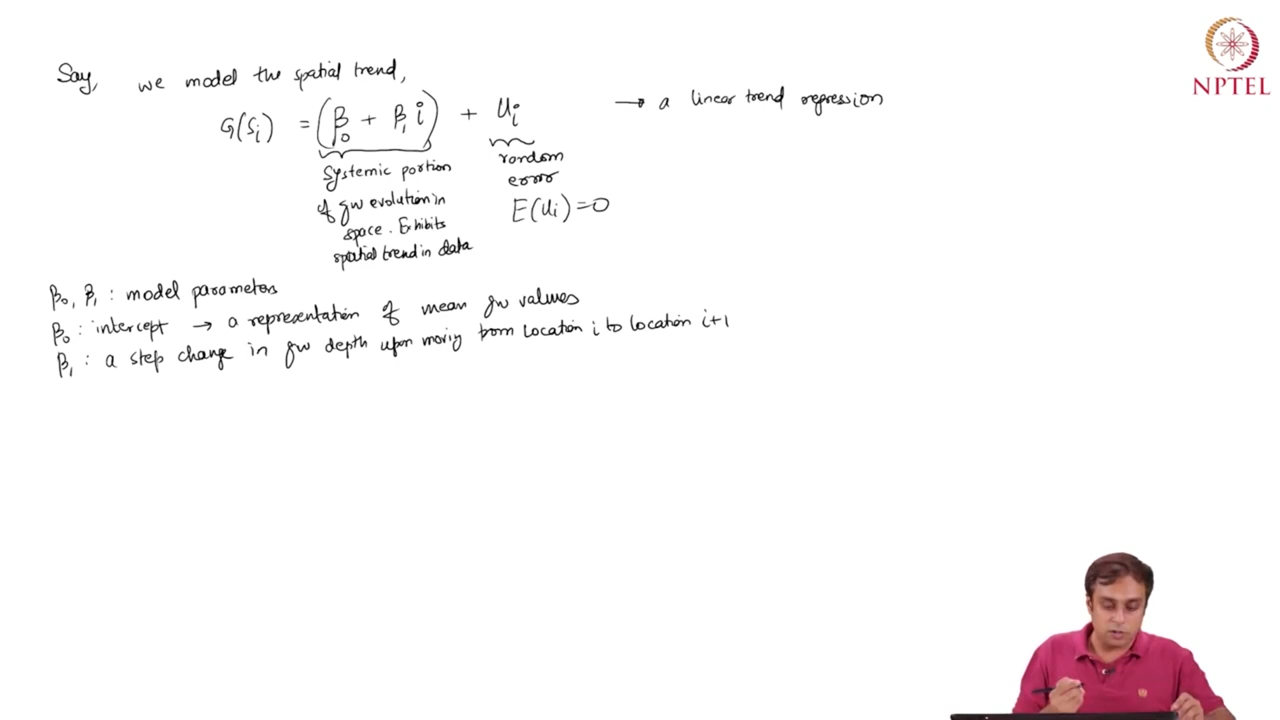 Say, we model the spatial trend,
G(Si) = (β0 + β1 i) + ui → a linear trend regression
Systemic portion
of gw evolution in
space. Exhibits
spatial trend in data
random
error
E(ui) = 0
β0, β1 : model parameters
β0 : intercept → a representation of mean gw values
β1 : a step change in gw depth upon moving from location i to location i+1
NPTEL